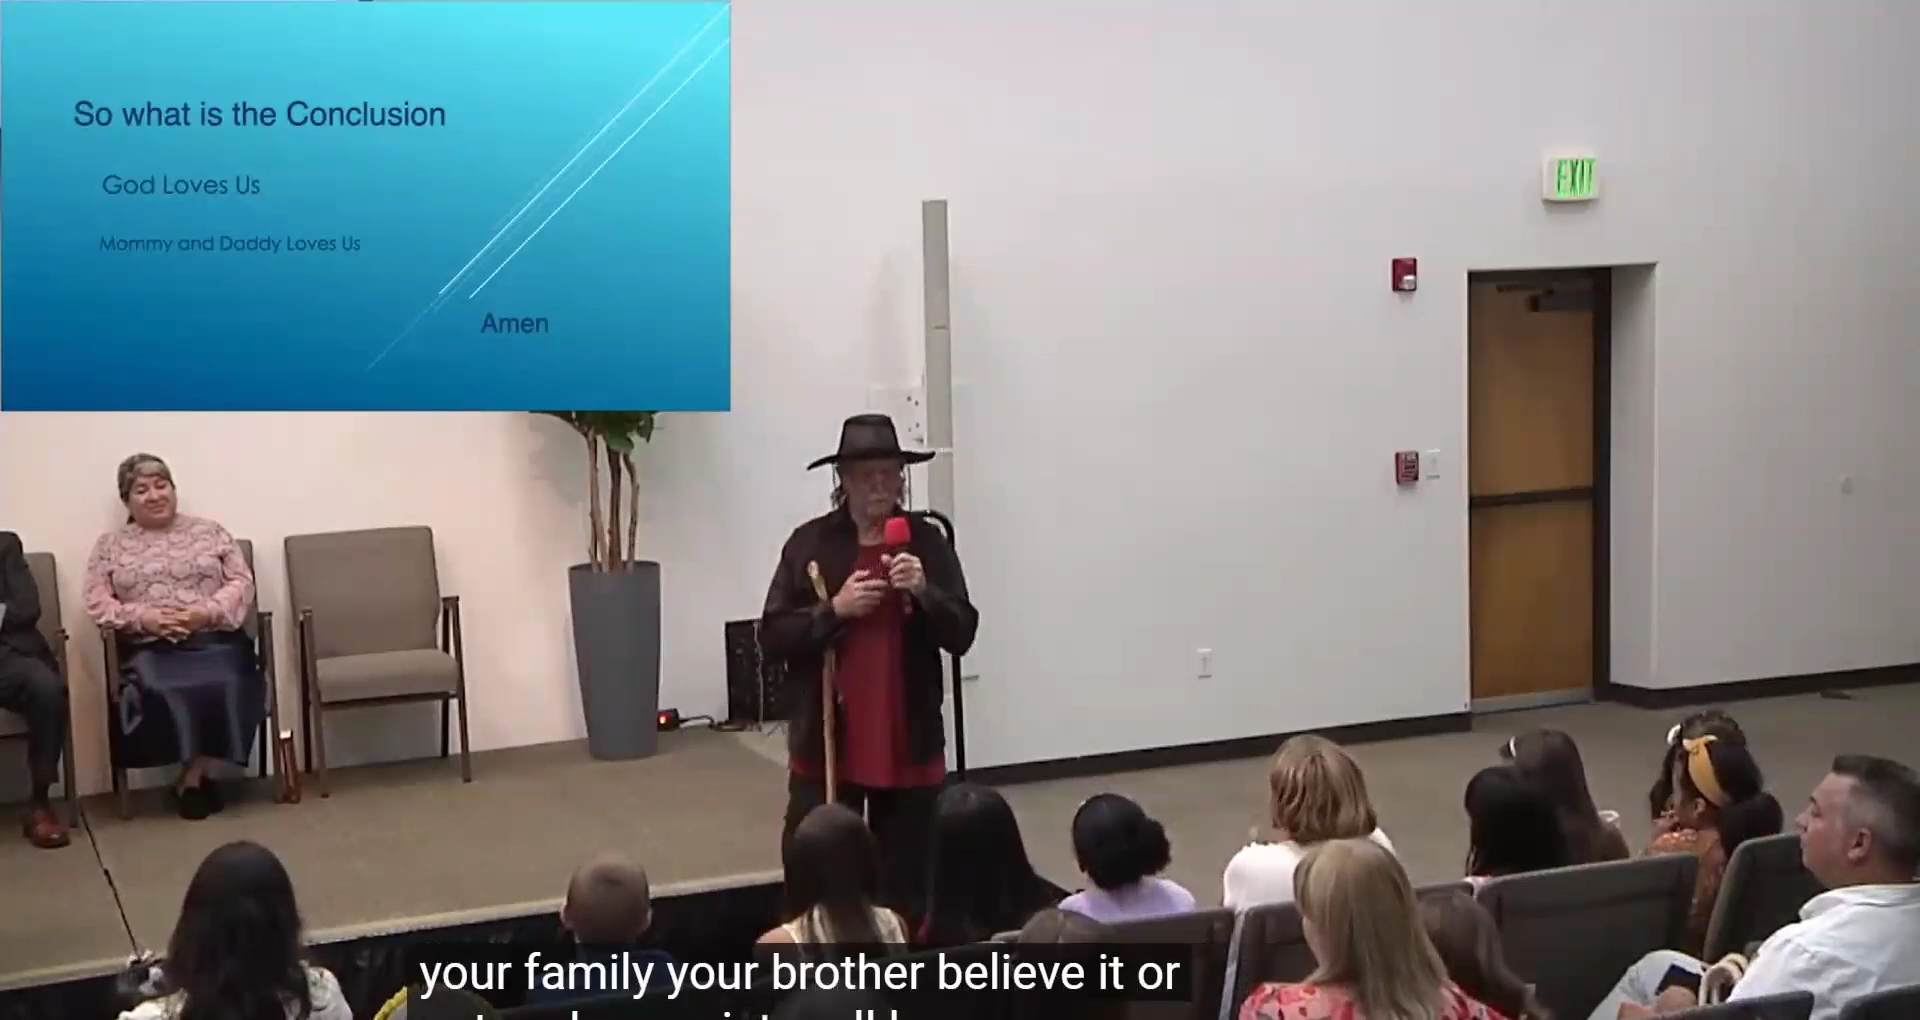 So what is the Conclusion
God Loves Us
Mommy and Daddy Loves Us
Amen
EXIT
your family your brother believe it or